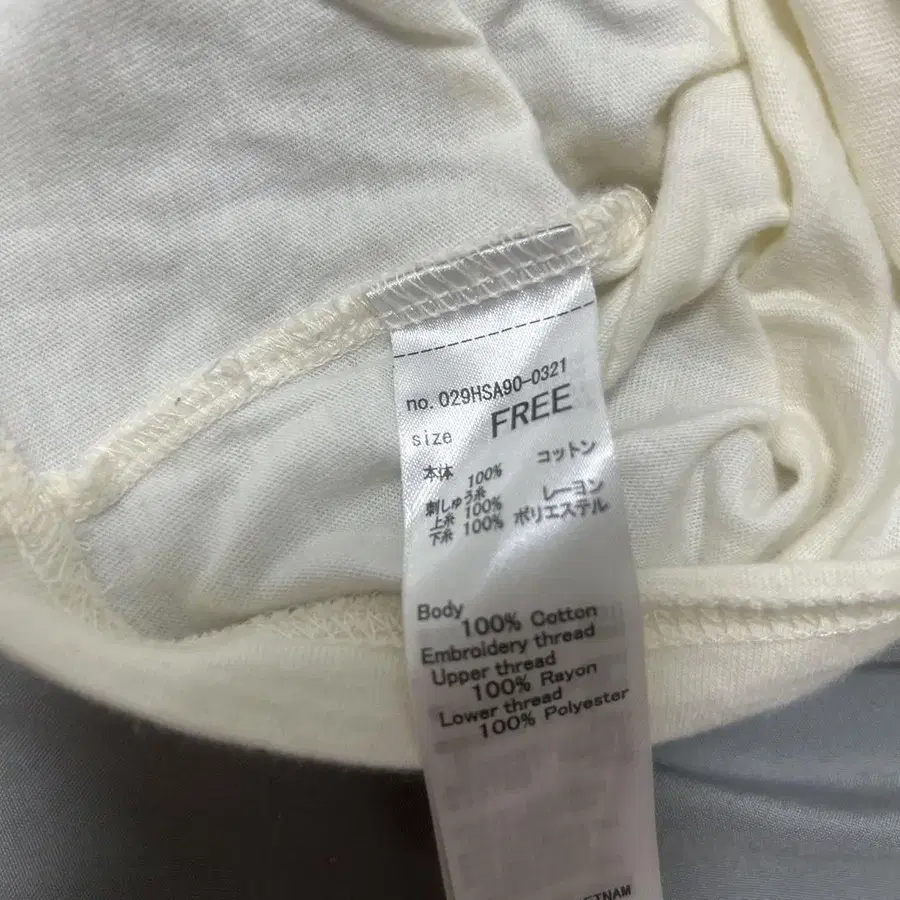 no. 029HSA90-0321
size FREE
本体 100% コットン
刺しゅう糸
上糸 100% レーヨン
下糸 100% ポリエステル
Body
100% Cotton
Embroidery thread
Upper thread
100% Rayon
Lower thread
100% Polyester